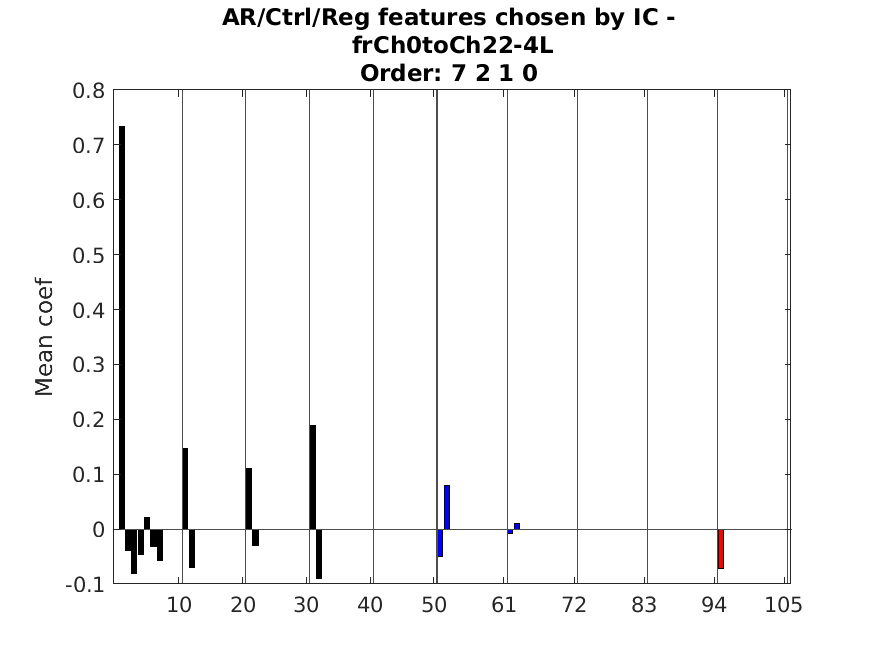 AR/Ctrl/Reg features chosen by IC -
frCh0toCh22-4L
Order: 7 2 1 0
Mean coef
0.8
0.7
0.6
0.5
0.4
0.3
0.2
0.1
0
-0.1
10 20 30 40 50 61 72 83 94 105